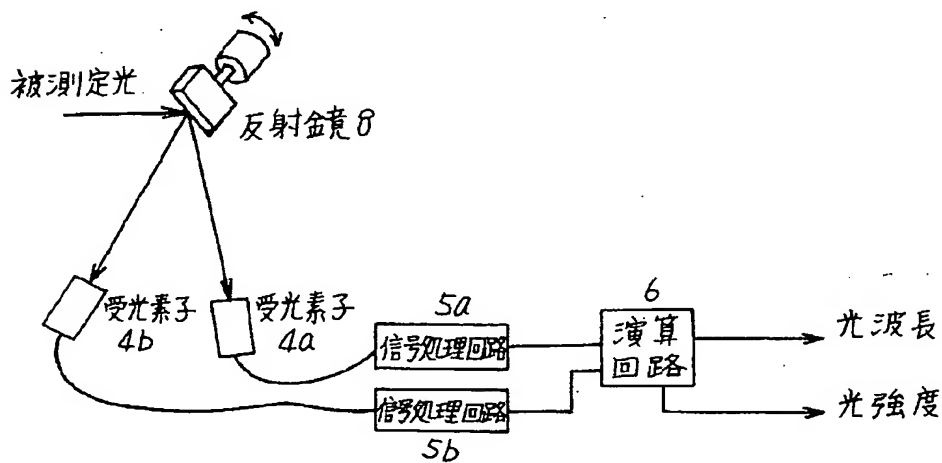 被測定光
反射鏡8
受光素子
4b
受光素子
4a
5a
信号処理回路
信号処理回路
5b
6
演算
回路
光波長
光強度